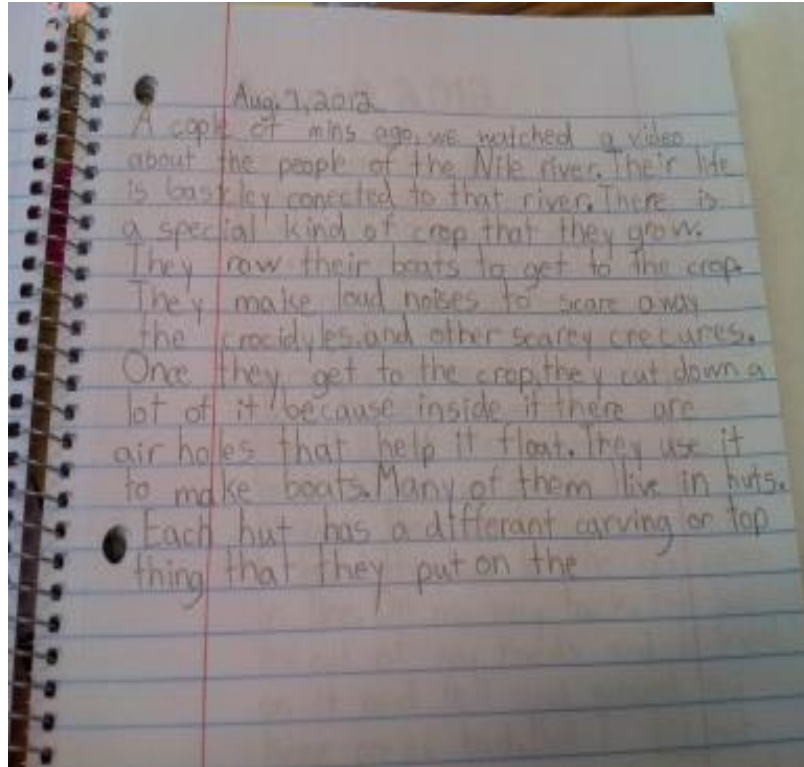 Aug. 7, 2012
A cople of mins ago, we watched a video
about the people of the Nile river. Their life
is bastkley conected to that river. There is
a special kind of crop that they grow.
They row their boats to get to the crop.
They make loud noises to scare away
the crocidyles. and other scarey crecures.
Once they get to the crop, they cut down a
lot of it because inside it there are
air holes that help it float. They use it
to make boats. Many of them live in huts.
Each hut has a differant carving or top
thing that they put on the